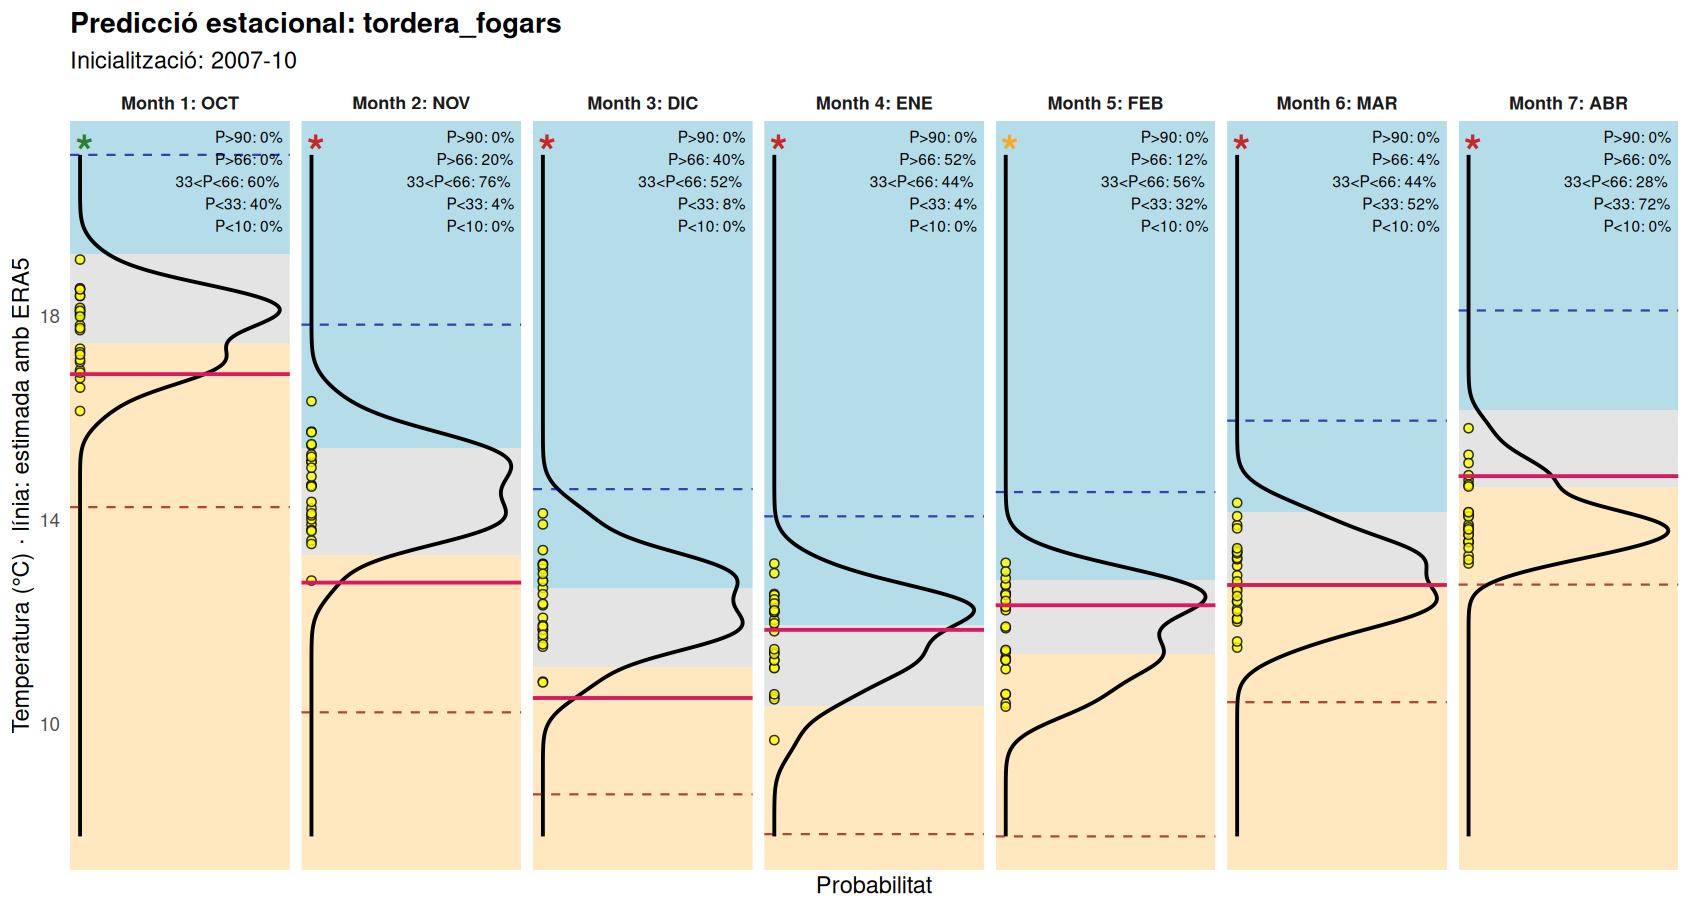 Predicció estacional: tordera_fogars
Inicialització: 2007-10
Month 1: OCT
P>90: 0%
P>66: 0%
33<P<66: 60%
P<33: 40%
P<10: 0%
Month 2: NOV
P>90: 0%
P>66: 20%
33<P<66: 76%
P<33: 4%
P<10: 0%
Month 3: DIC
P>90: 0%
P>66: 40%
33<P<66: 52%
P<33: 8%
P<10: 0%
Month 4: ENE
P>90: 0%
P>66: 52%
33<P<66: 44%
P<33: 4%
P<10: 0%
Month 5: FEB
P>90: 0%
P>66: 12%
33<P<66: 56%
P<33: 32%
P<10: 0%
Month 6: MAR
P>90: 0%
P>66: 4%
33<P<66: 44%
P<33: 52%
P<10: 0%
Month 7: ABR
P>90: 0%
P>66: 0%
33<P<66: 28%
P<33: 72%
P<10: 0%
Temperatura (°C) · línia: estimada amb ERA5
18
14
10
Probabilitat